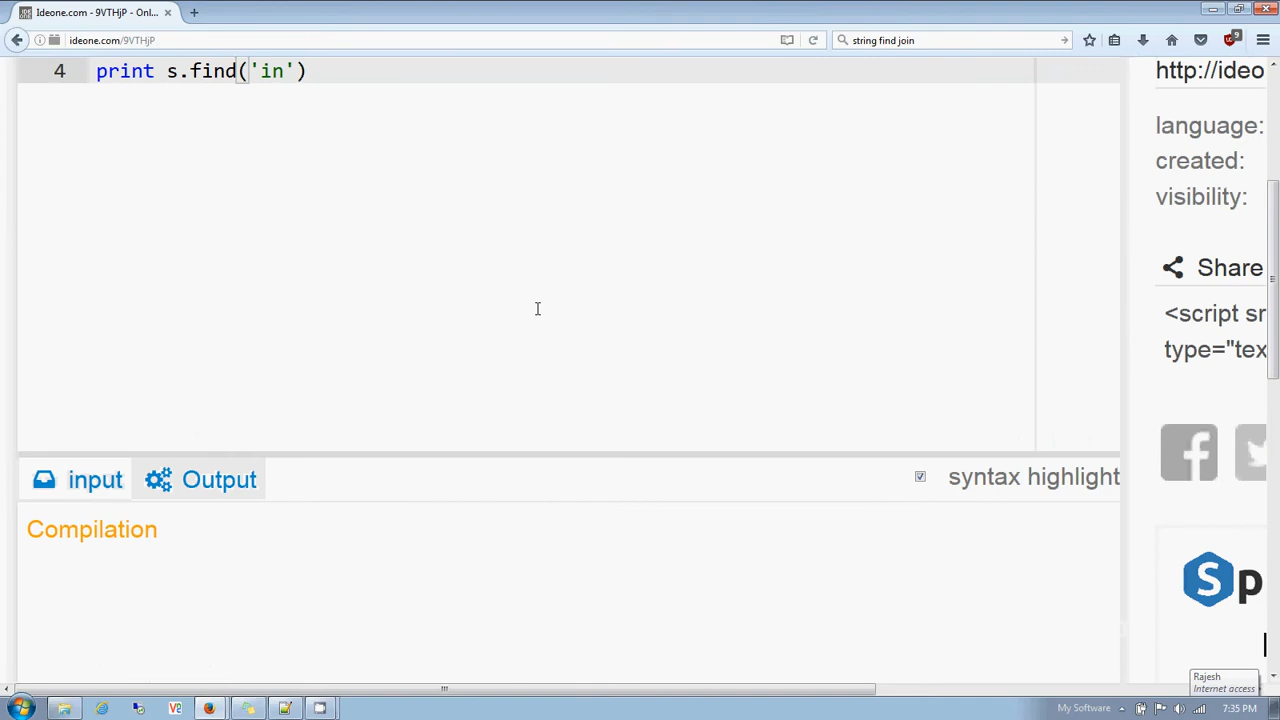 Ideone.com - 9VTHjP - Onl...
ideone.com/9VTHjP
string find join
9
4 print s.find('in')
http://ideo
language:
created:
visibility:
Share
<script sr
type="tex
input
Output
syntax highlight
Compilation
Sp
Rajesh
Internet access
My Software
7:35 PM